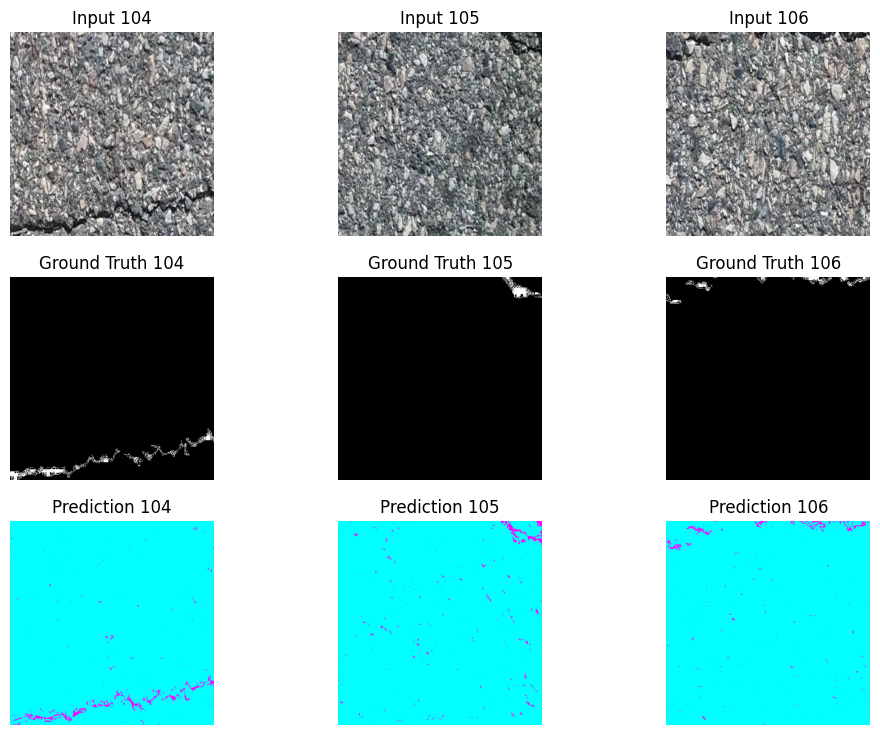 Input 104
Input 105
Input 106
Ground Truth 104
Ground Truth 105
Ground Truth 106
Prediction 104
Prediction 105
Prediction 106